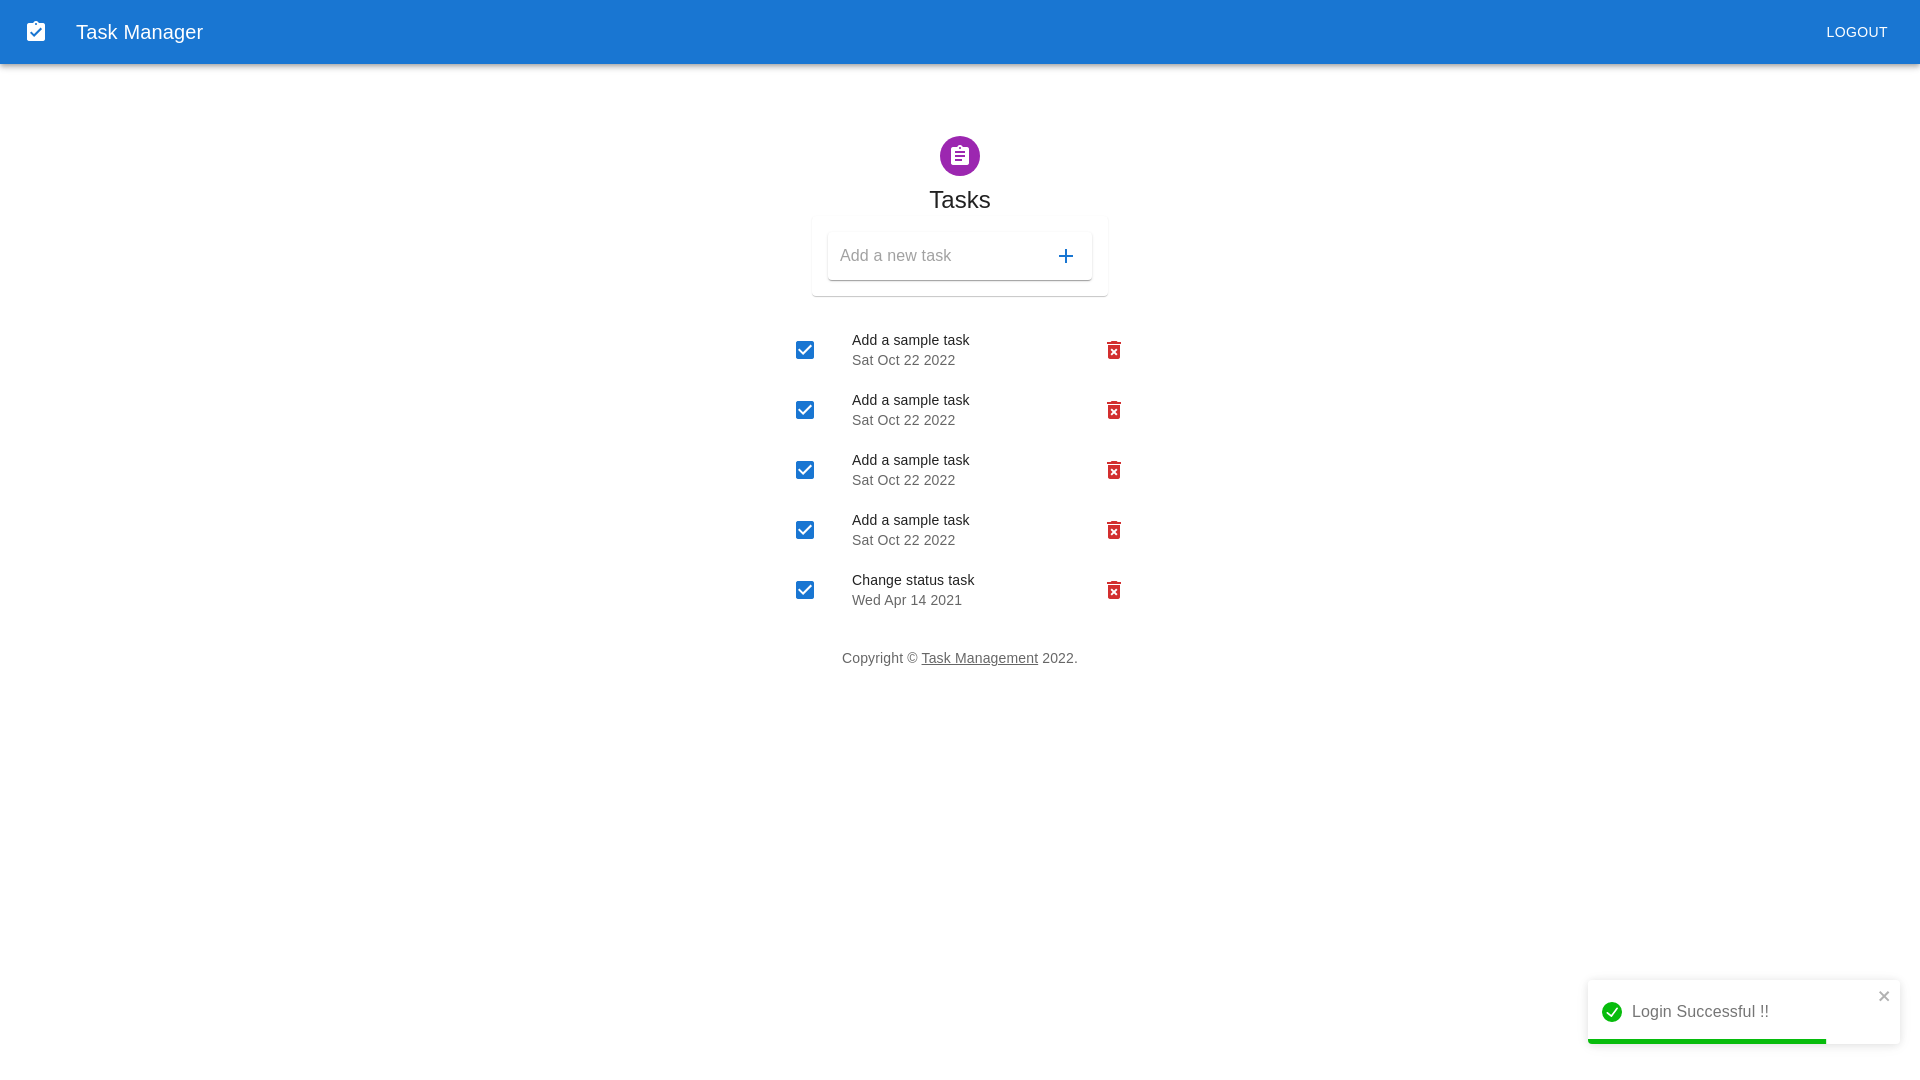 Task Manager
LOGOUT
Tasks
Add a new task
Add a sample task
Sat Oct 22 2022
Add a sample task
Sat Oct 22 2022
Add a sample task
Sat Oct 22 2022
Add a sample task
Sat Oct 22 2022
Change status task
Wed Apr 14 2021
Copyright © Task Management 2022.
Login Successful !!